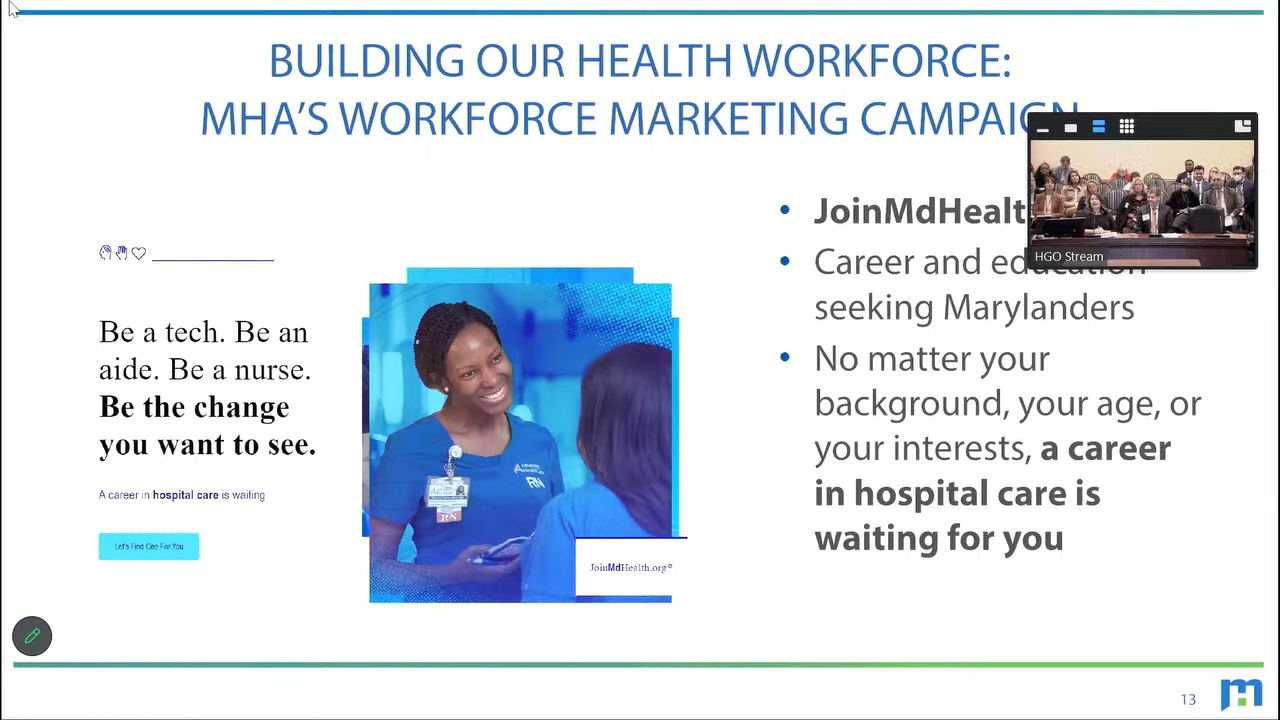 BUILDING OUR HEALTH WORKFORCE:
MHA'S WORKFORCE MARKETING CAMPAIGN
HGO Stream
Be a tech. Be an
aide. Be a nurse.
Be the change
you want to see.
A career in hospital care is waiting
Let's Find One For You
RN
RN
JoinMdHealth.org
• JoinMdHealt
• Career and education
seeking Marylanders
• No matter your
background, your age, or
your interests, a career
in hospital care is
waiting for you
13